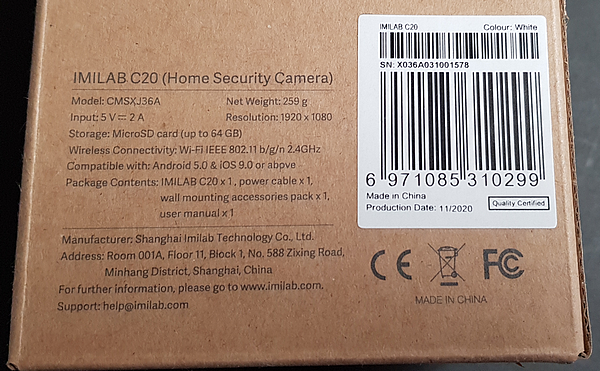 IMILAB C20 (Home Security Camera)
Model: CMSXJ36A Net Weight: 259 g
Input: 5 V⎓ 2 A Resolution: 1920 x 1080
Storage: MicroSD card (up to 64 GB)
Wireless Connectivity: Wi-Fi IEEE 802.11 b/g/n 2.4GHz
Compatible with: Android 5.0 & iOS 9.0 or above
Package Contents: IMILAB C20 x 1 , power cable x 1,
wall mounting accessories pack x 1,
user manual x 1
Manufacturer: Shanghai Imilab Technology Co., Ltd.
Address: Room 001A, Floor 11, Block 1, No. 588 Zixing Road,
Minhang District, Shanghai, China
For further information, please go to www.imilab.com.
Support: help@imilab.com
IMILAB C20 Colour: White
SN: X036A031001578
6 971085 310299
Made in China
Production Date: 11/2020 Quality Certified
CE FC
MADE IN CHINA